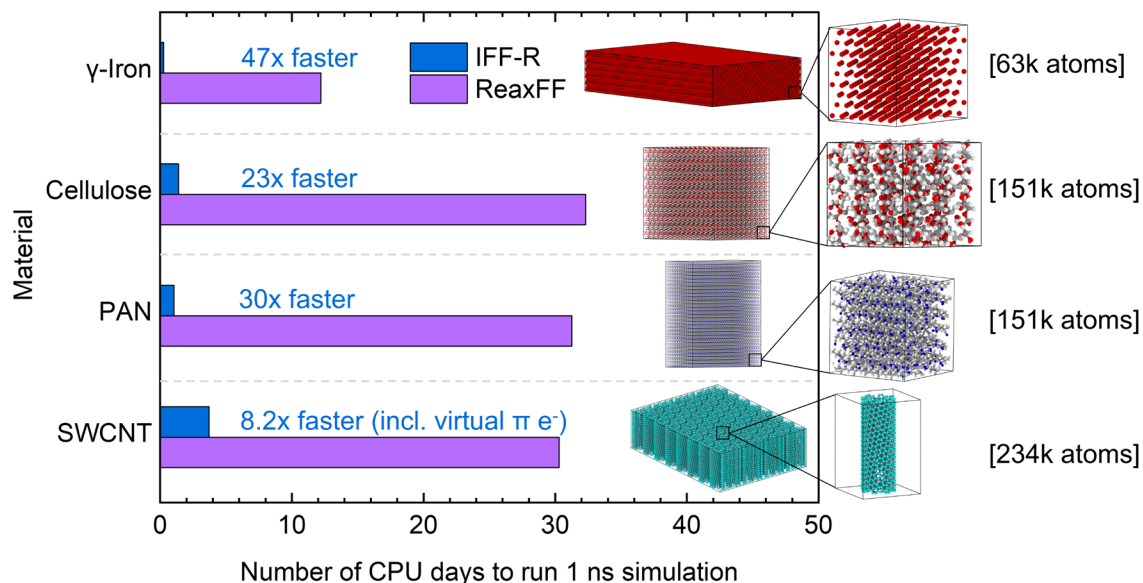 γ-Iron
47x faster
IFF-R
ReaxFF
[63k atoms]
Cellulose
23x faster
[151k atoms]
Material
PAN
30x faster
[151k atoms]
SWCNT
8.2x faster (incl. virtual π e⁻)
[234k atoms]
0 10 20 30 40 50
Number of CPU days to run 1 ns simulation